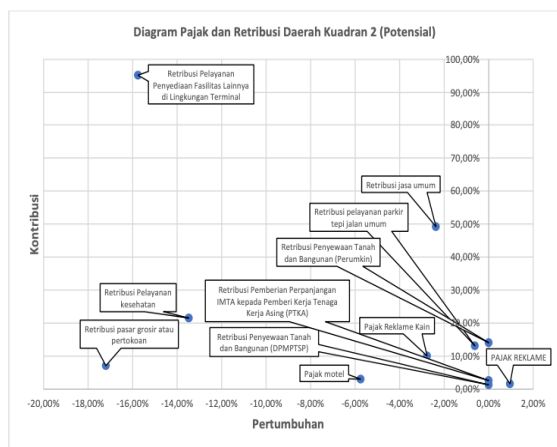 Diagram Pajak dan Retribusi Daerah Kuadran 2 (Potensial)
100,00%
90,00%
80,00%
70,00%
60,00%
50,00%
40,00%
30,00%
20,00%
10,00%
0,00%
Kontribusi
Retribusi Pelayanan
Penyediaan Fasilitas Lainnya
di Lingkungan Terminal
Retribusi jasa umum
Retribusi pelayanan parkir
tepi jalan umum
Retribusi Penyewaan Tanah
dan Bangunan (Perumkin)
Retribusi Pelayanan
kesehatan
Retribusi Pemberian Perpanjangan
IMTA kepada Pemberi Kerja Tenaga
Kerja Asing (PTKA)
Pajak Reklame Kain
Retribusi pasar grosir atau
pertokoan
Retribusi Penyewaan Tanah
dan Bangunan (DPMPTSP)
PAJAK REKLAME
Pajak motel
-20,00% -18,00% -16,00% -14,00% -12,00% -10,00% -8,00% -6,00% -4,00% -2,00% 0,00% 2,00%
Pertumbuhan